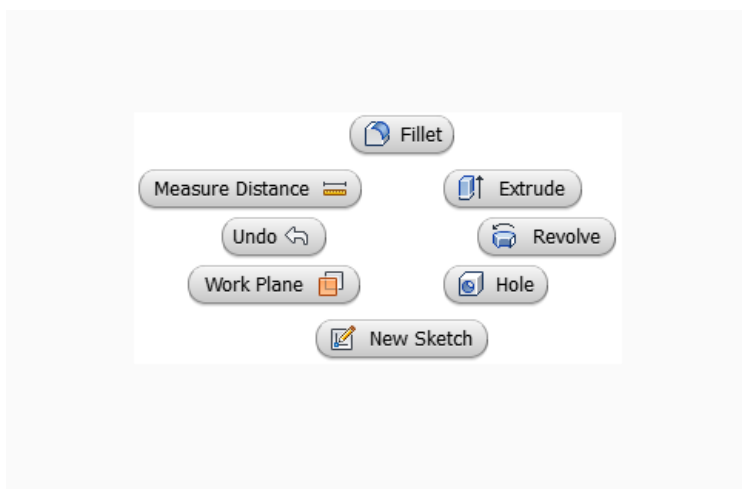 Fillet
Measure Distance
Extrude
Undo
Revolve
Work Plane
Hole
New Sketch